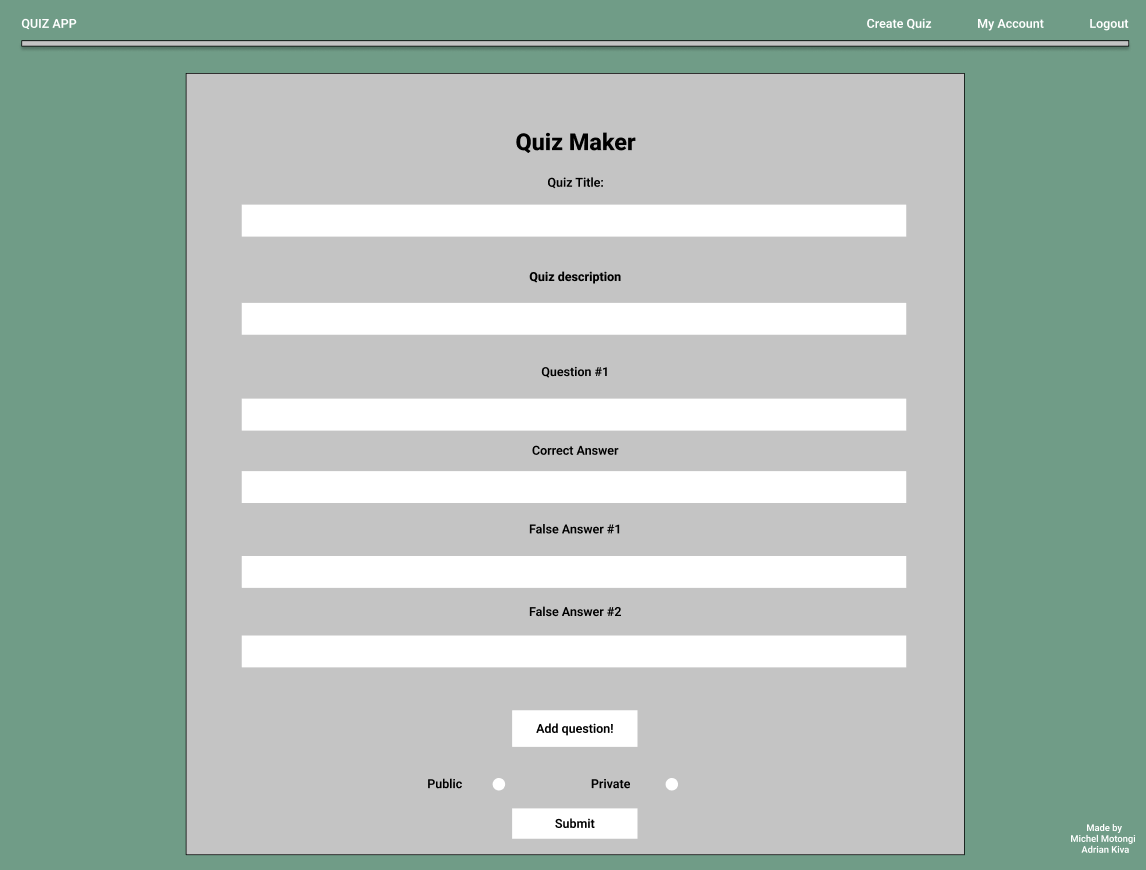 QUIZ APP
Create Quiz
My Account
Logout
Quiz Maker
Quiz Title:
Quiz description
Question #1
Correct Answer
False Answer #1
False Answer #2
Add question!
Public
Private
Submit
Made by
Michel Motongi
Adrian Kiva